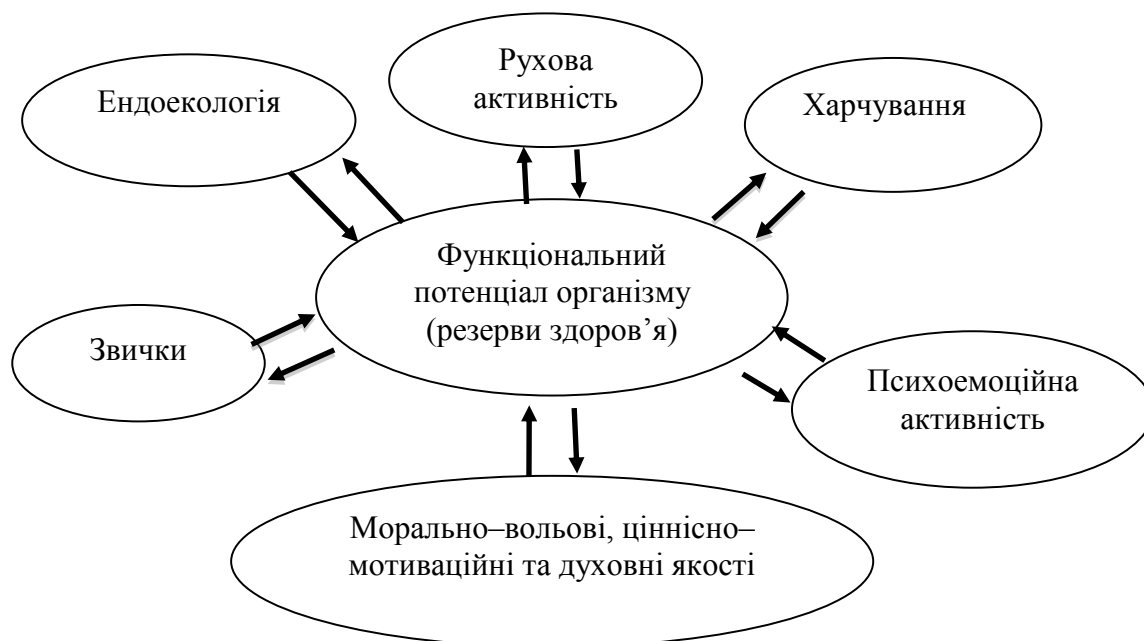 Рухова
активність
Ендоекологія
Харчування
Функціональний
потенціал організму
(резерви здоров’я)
Звички
Психоемоційна
активність
Морально–вольові, ціннісно–
мотиваційні та духовні якості